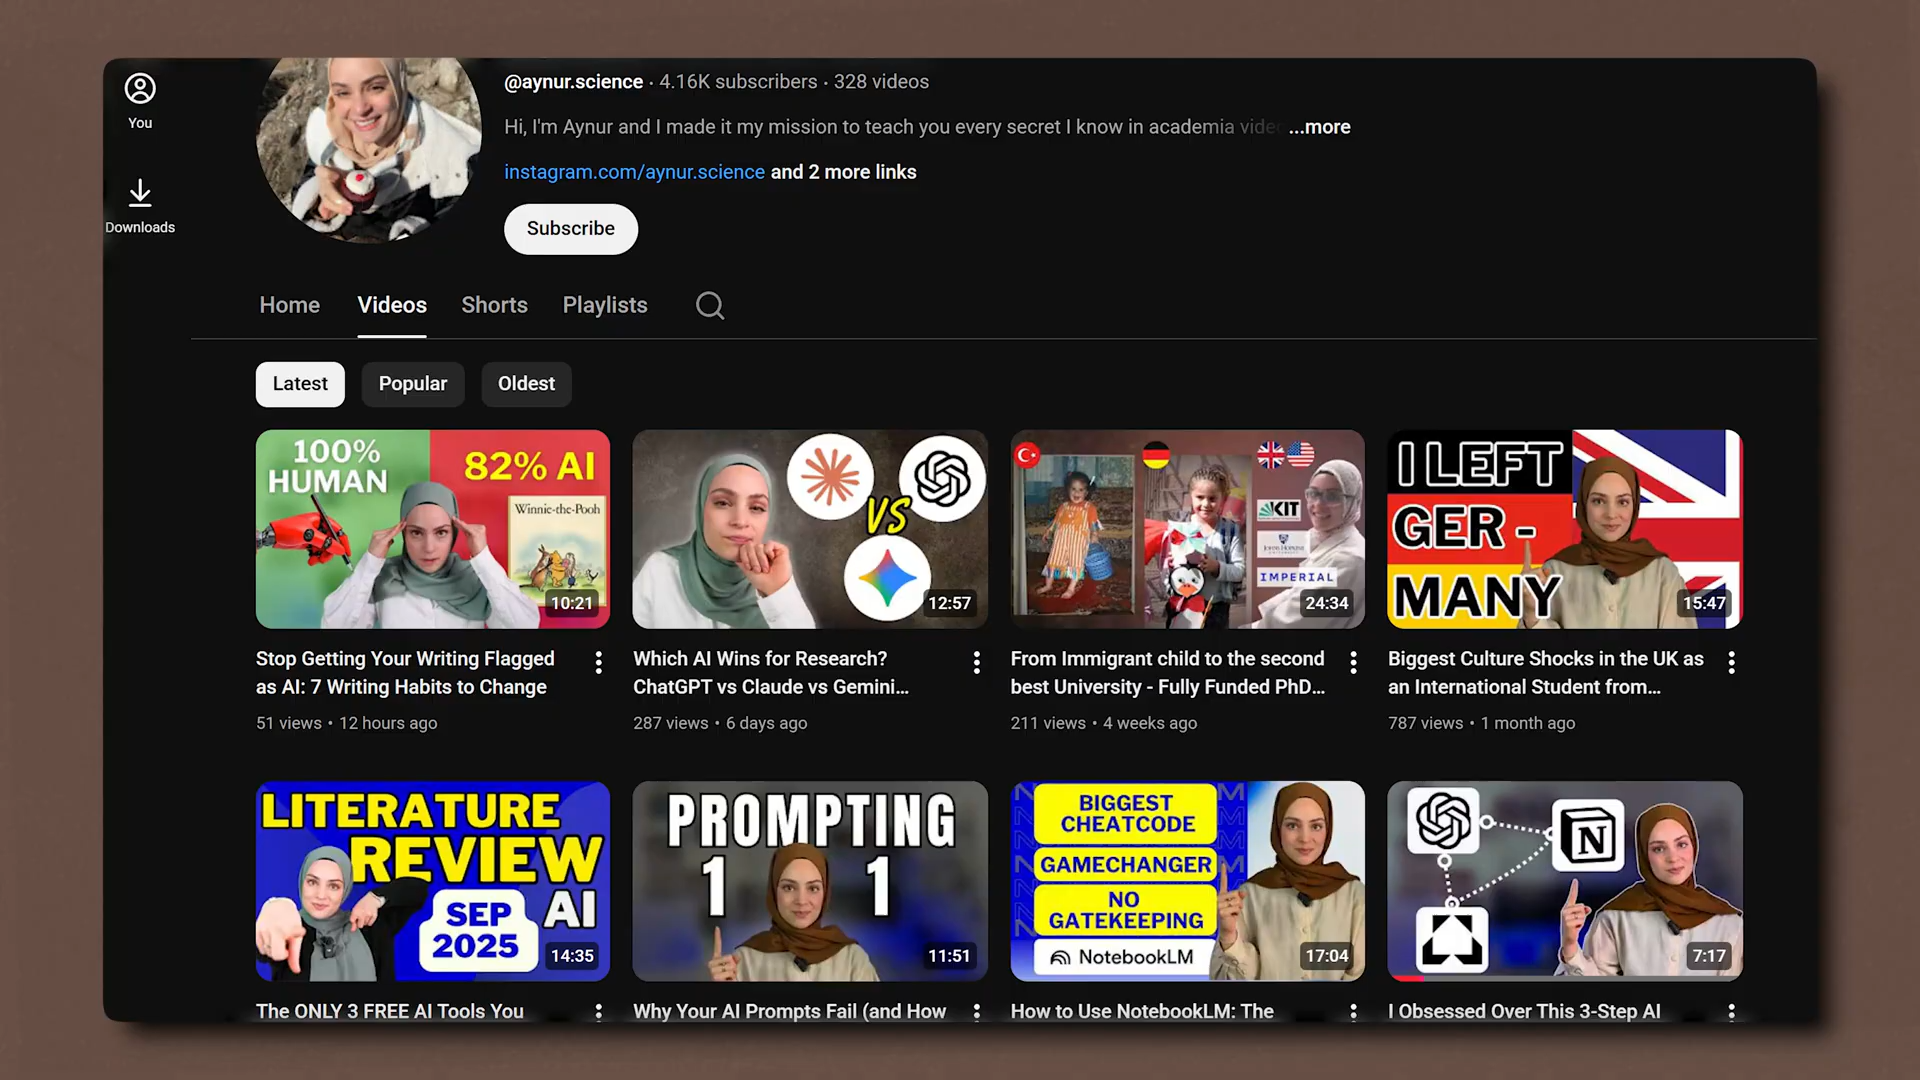 You
Downloads
@aynur.science · 4.16K subscribers · 328 videos
Hi, I'm Aynur and I made it my mission to teach you every secret I know in academia ...more
instagram.com/aynur.science and 2 more links
Subscribe
Home Videos Shorts Playlists
Latest Popular Oldest
100%
HUMAN
82% AI
Winnie-the-Pooh
10:21
VS
12:57
KIT
JOHNS HOPKINS
IMPERIAL
24:34
I LEFT
GER -
MANY
15:47
Stop Getting Your Writing Flagged
as AI: 7 Writing Habits to Change
51 views • 12 hours ago
Which AI Wins for Research?
ChatGPT vs Claude vs Gemini...
287 views • 6 days ago
From Immigrant child to the second
best University - Fully Funded PhD...
211 views • 4 weeks ago
Biggest Culture Shocks in the UK as
an International Student from...
787 views • 1 month ago
LITERATURE
REVIEW
AI
SEP
2025
14:35
PROMPTING
1 1
11:51
BIGGEST
CHEATCODE
GAMECHANGER
NO
GATEKEEPING
NotebookLM
17:04
N
7:17
The ONLY 3 FREE AI Tools You
Why Your AI Prompts Fail (and How
How to Use NotebookLM: The
I Obsessed Over This 3-Step AI